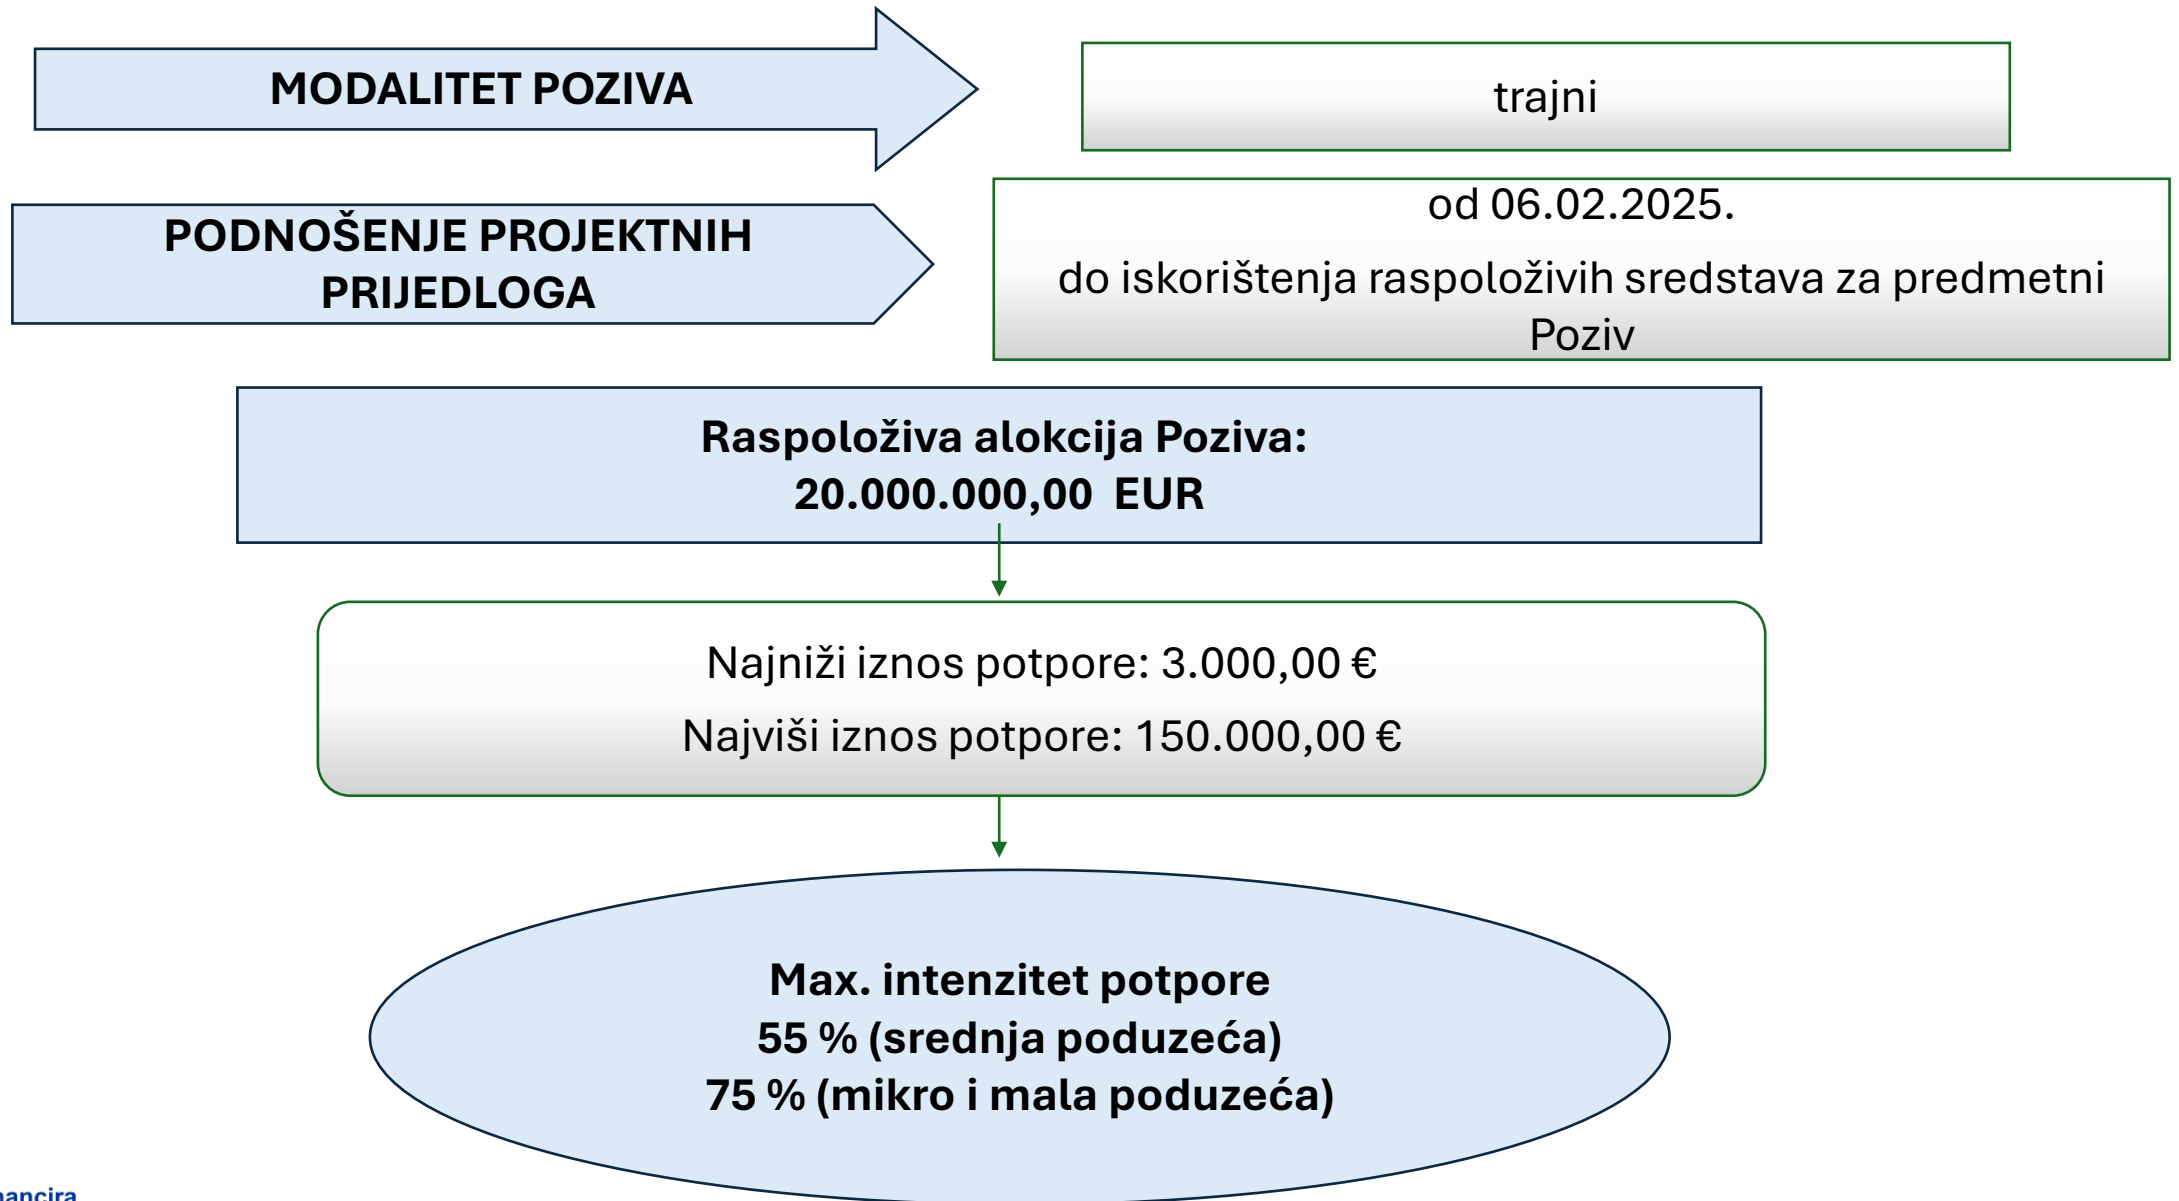 MODALITET POZIVA
trajni
PODNOŠENJE PROJEKTNIH
PRIJEDLOGA
od 06.02.2025.
do iskorištenja raspoloživih sredstava za predmetni
Poziv
Raspoloživa alokcija Poziva:
20.000.000,00 EUR
Najniži iznos potpore: 3.000,00 €
Najviši iznos potpore: 150.000,00 €
Max. intenzitet potpore
55 % (srednja poduzeća)
75 % (mikro i mala poduzeća)